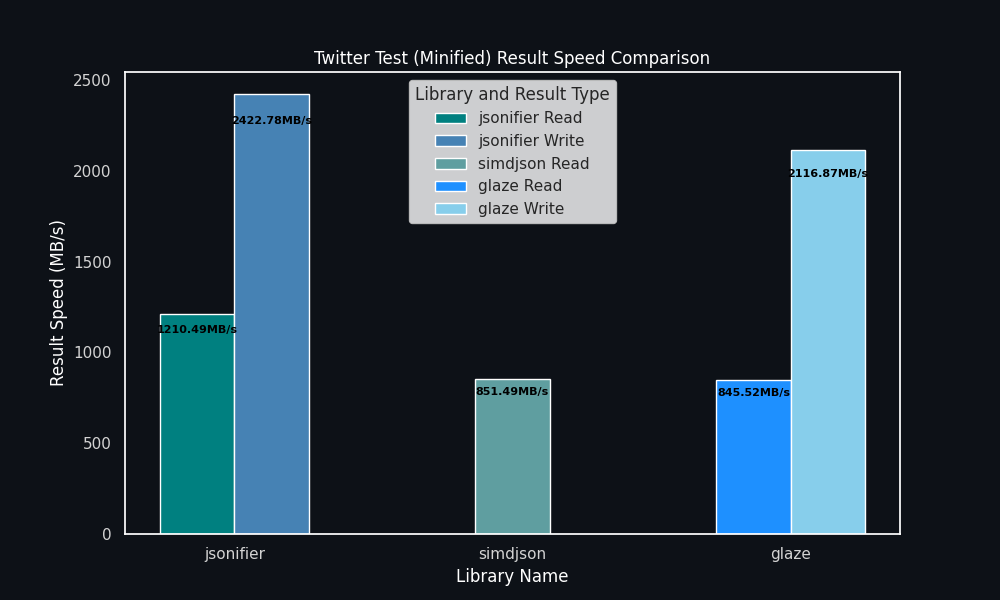 Twitter Test (Minified) Result Speed Comparison
Result Speed (MB/s)
2500
2000
1500
1000
500
0
Library and Result Type
jsonifier Read
jsonifier Write
simdjson Read
glaze Read
glaze Write
1210.49MB/s
2422.78MB/s
851.49MB/s
845.52MB/s
2116.87MB/s
jsonifier
simdjson
glaze
Library Name